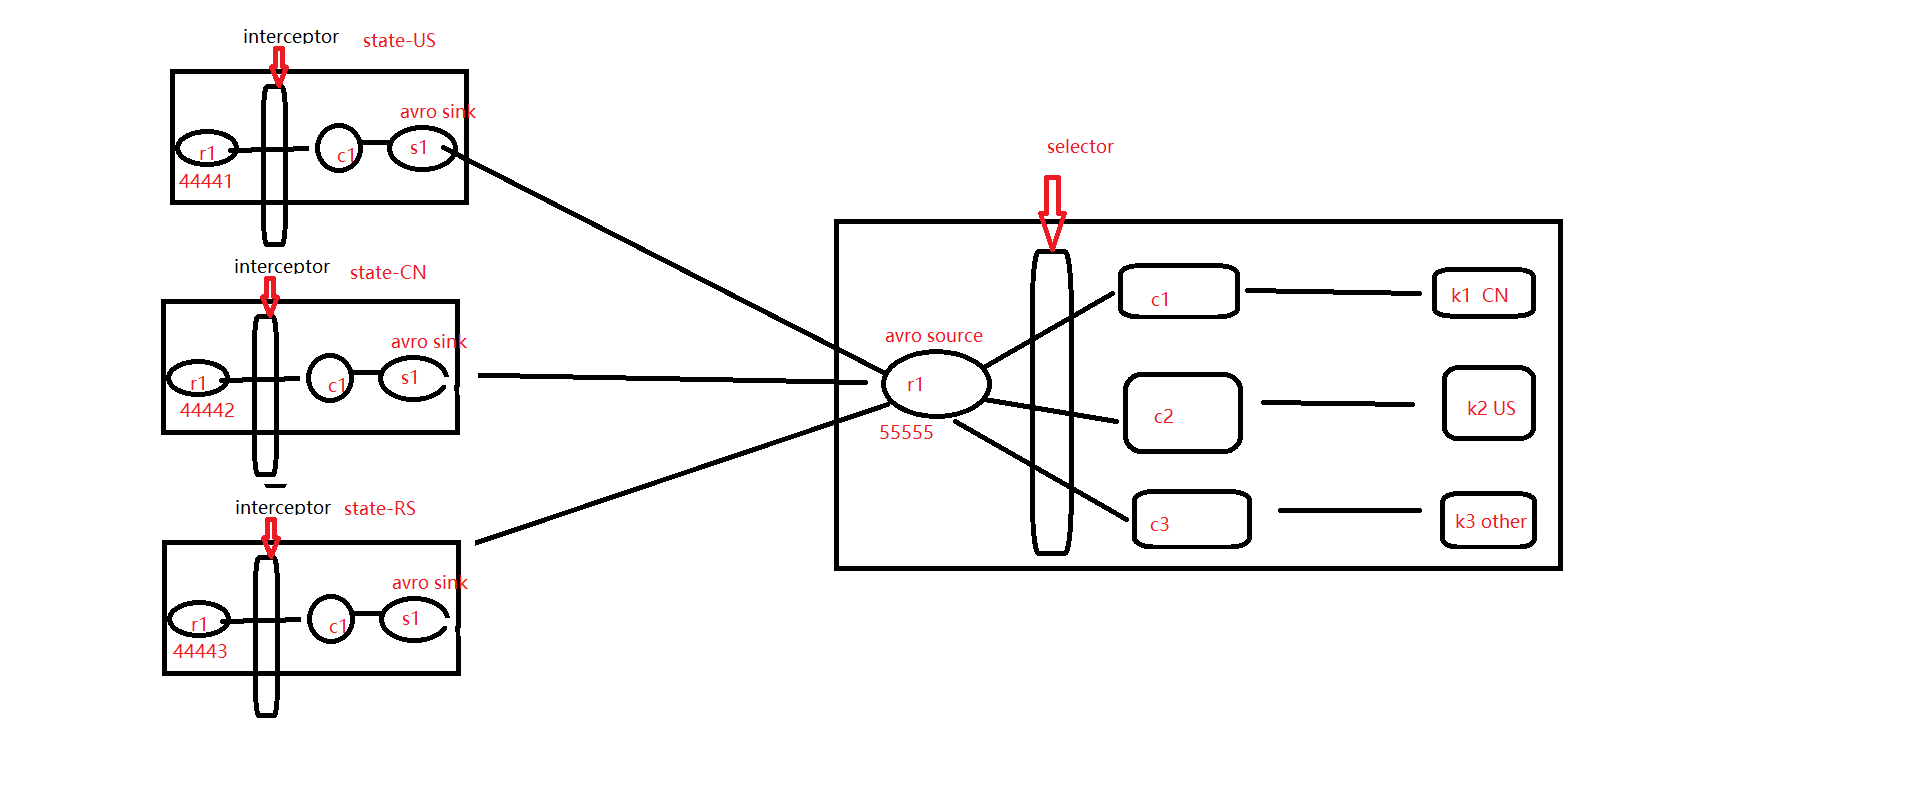 interceptor
state-US
avro sink
r1
c1
s1
44441
interceptor
state-CN
avro sink
r1
c1
s1
44442
interceptor
state-RS
avro sink
r1
c1
s1
44443
selector
avro source
r1
55555
c1
k1 CN
c2
k2 US
c3
k3 other